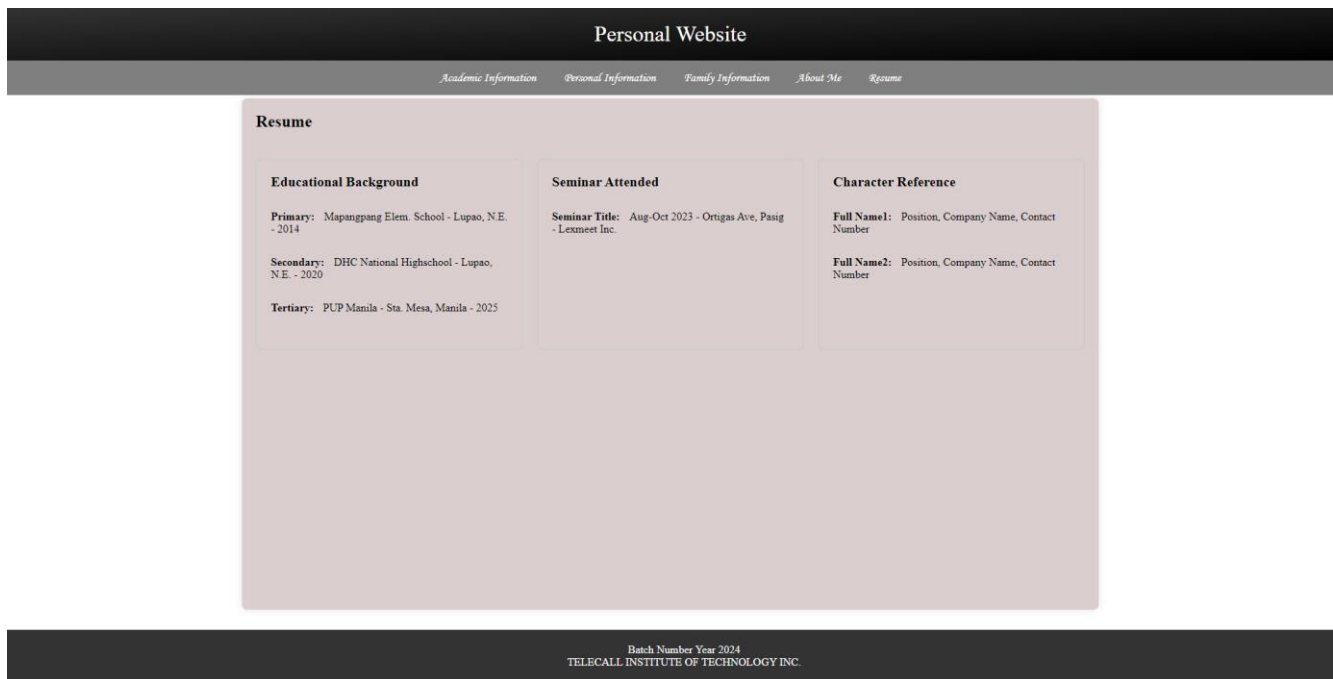 Personal Website
Academic Information Personal Information Family Information About Me Resume
Resume
Educational Background
Primary: Mapangpang Elem. School - Lupao, N.E.
- 2014
Secondary: DHC National Highschool - Lupao,
N.E. - 2020
Tertiary: PUP Manila - Sta. Mesa, Manila - 2025
Seminar Attended
Seminar Title: Aug-Oct 2023 - Ortigas Ave, Pasig
- Lexmeet Inc.
Character Reference
Full Name1: Position, Company Name, Contact
Number
Full Name2: Position, Company Name, Contact
Number
Batch Number Year 2024
TELECALL INSTITUTE OF TECHNOLOGY INC.